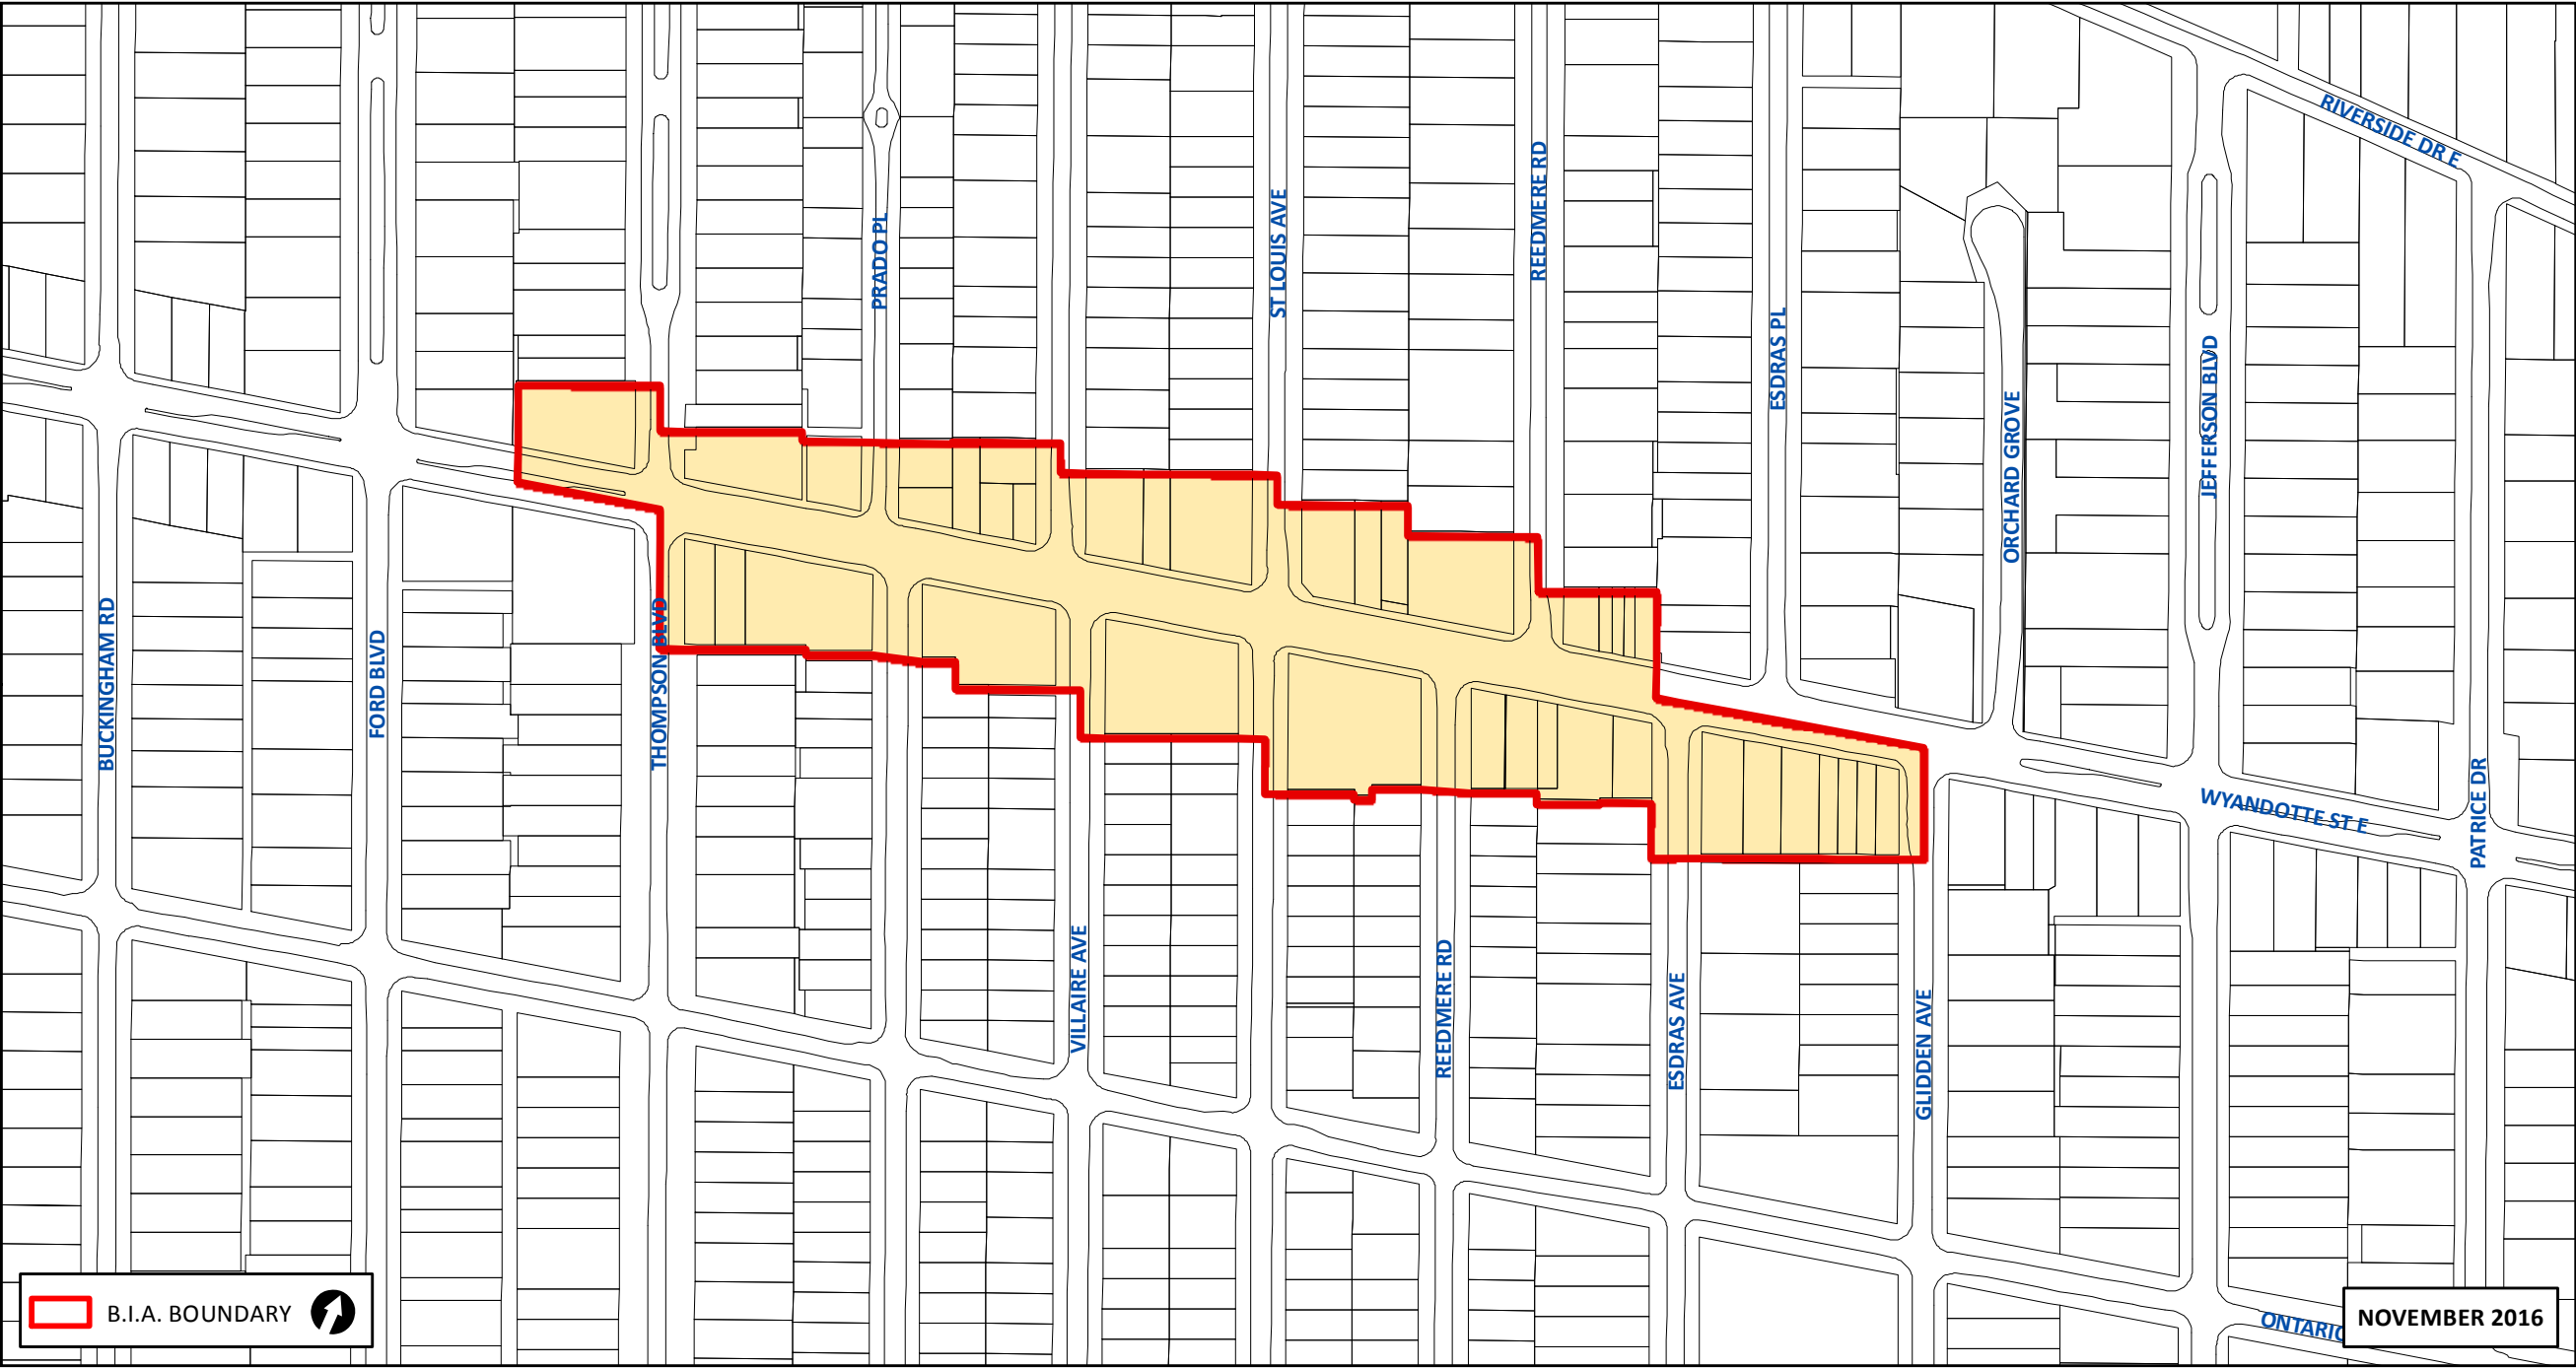 RIVERSIDE DR E
PRADO PL
ST LOUIS AVE
REEDMERE RD
ESDRAS PL
ORCHARD GROVE
JEFFERSON BLVD
BUCKINGHAM RD
FORD BLVD
THOMPSON BLVD
WYANDOTTE ST E
PATRICE DR
VILLAIRE AVE
REEDMERE RD
ESDRAS AVE
GLIDDEN AVE
B.I.A. BOUNDARY
ONTARIO
NOVEMBER 2016